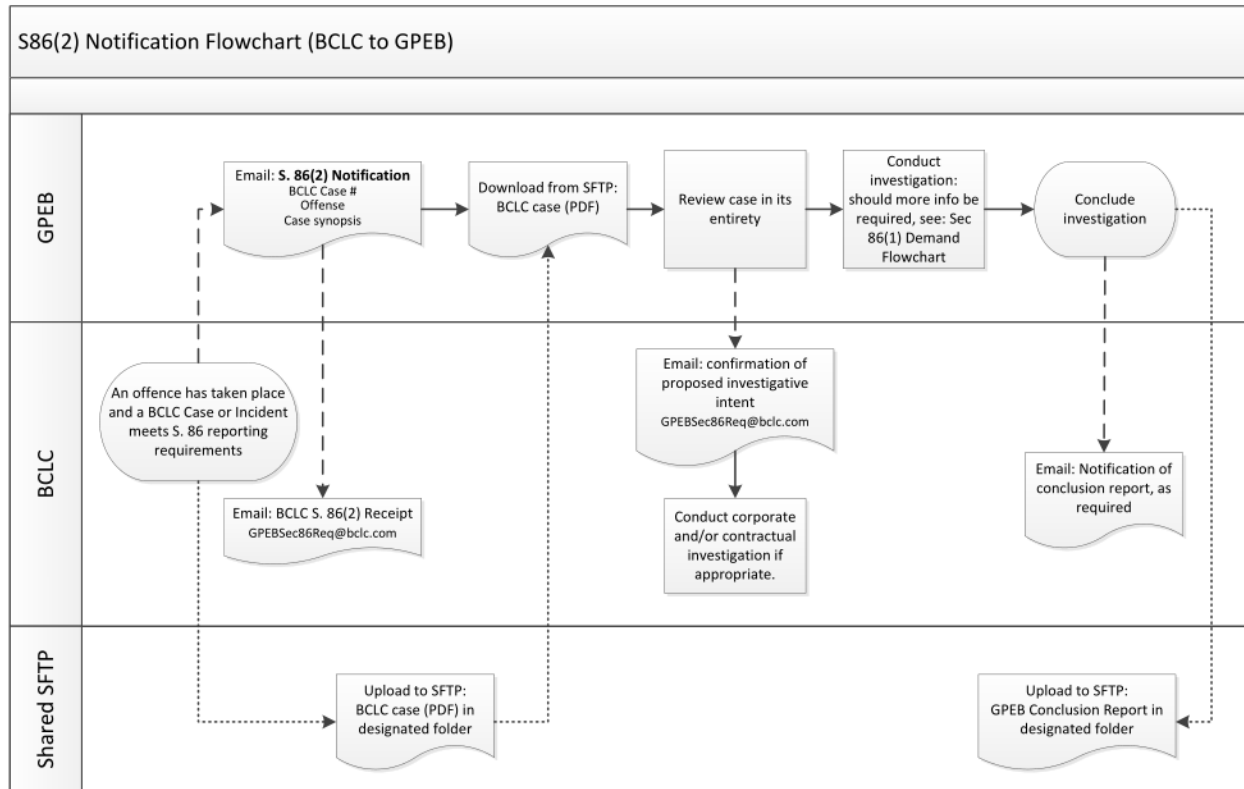 S86(2) Notification Flowchart (BCLC to GPEB)
GPEB
Email: S. 86(2) Notification
BCLC Case #
Offense
Case synopsis
Download from SFTP:
BCLC case (PDF)
Review case in its
entirety
Conduct
investigation:
should more info be
required, see: Sec
86(1) Demand
Flowchart
Conclude
investigation
BCLC
An offence has taken place
and a BCLC Case or Incident
meets S. 86 reporting
requirements
Email: BCLC S. 86(2) Receipt
GPEBSec86Req@bclc.com
Email: confirmation of
proposed investigative
intent
GPEBSec86Req@bclc.com
Conduct corporate
and/or contractual
investigation if
appropriate.
Email: Notification of
conclusion report, as
required
Shared SFTP
Upload to SFTP:
BCLC case (PDF) in
designated folder
Upload to SFTP:
GPEB Conclusion Report in
designated folder